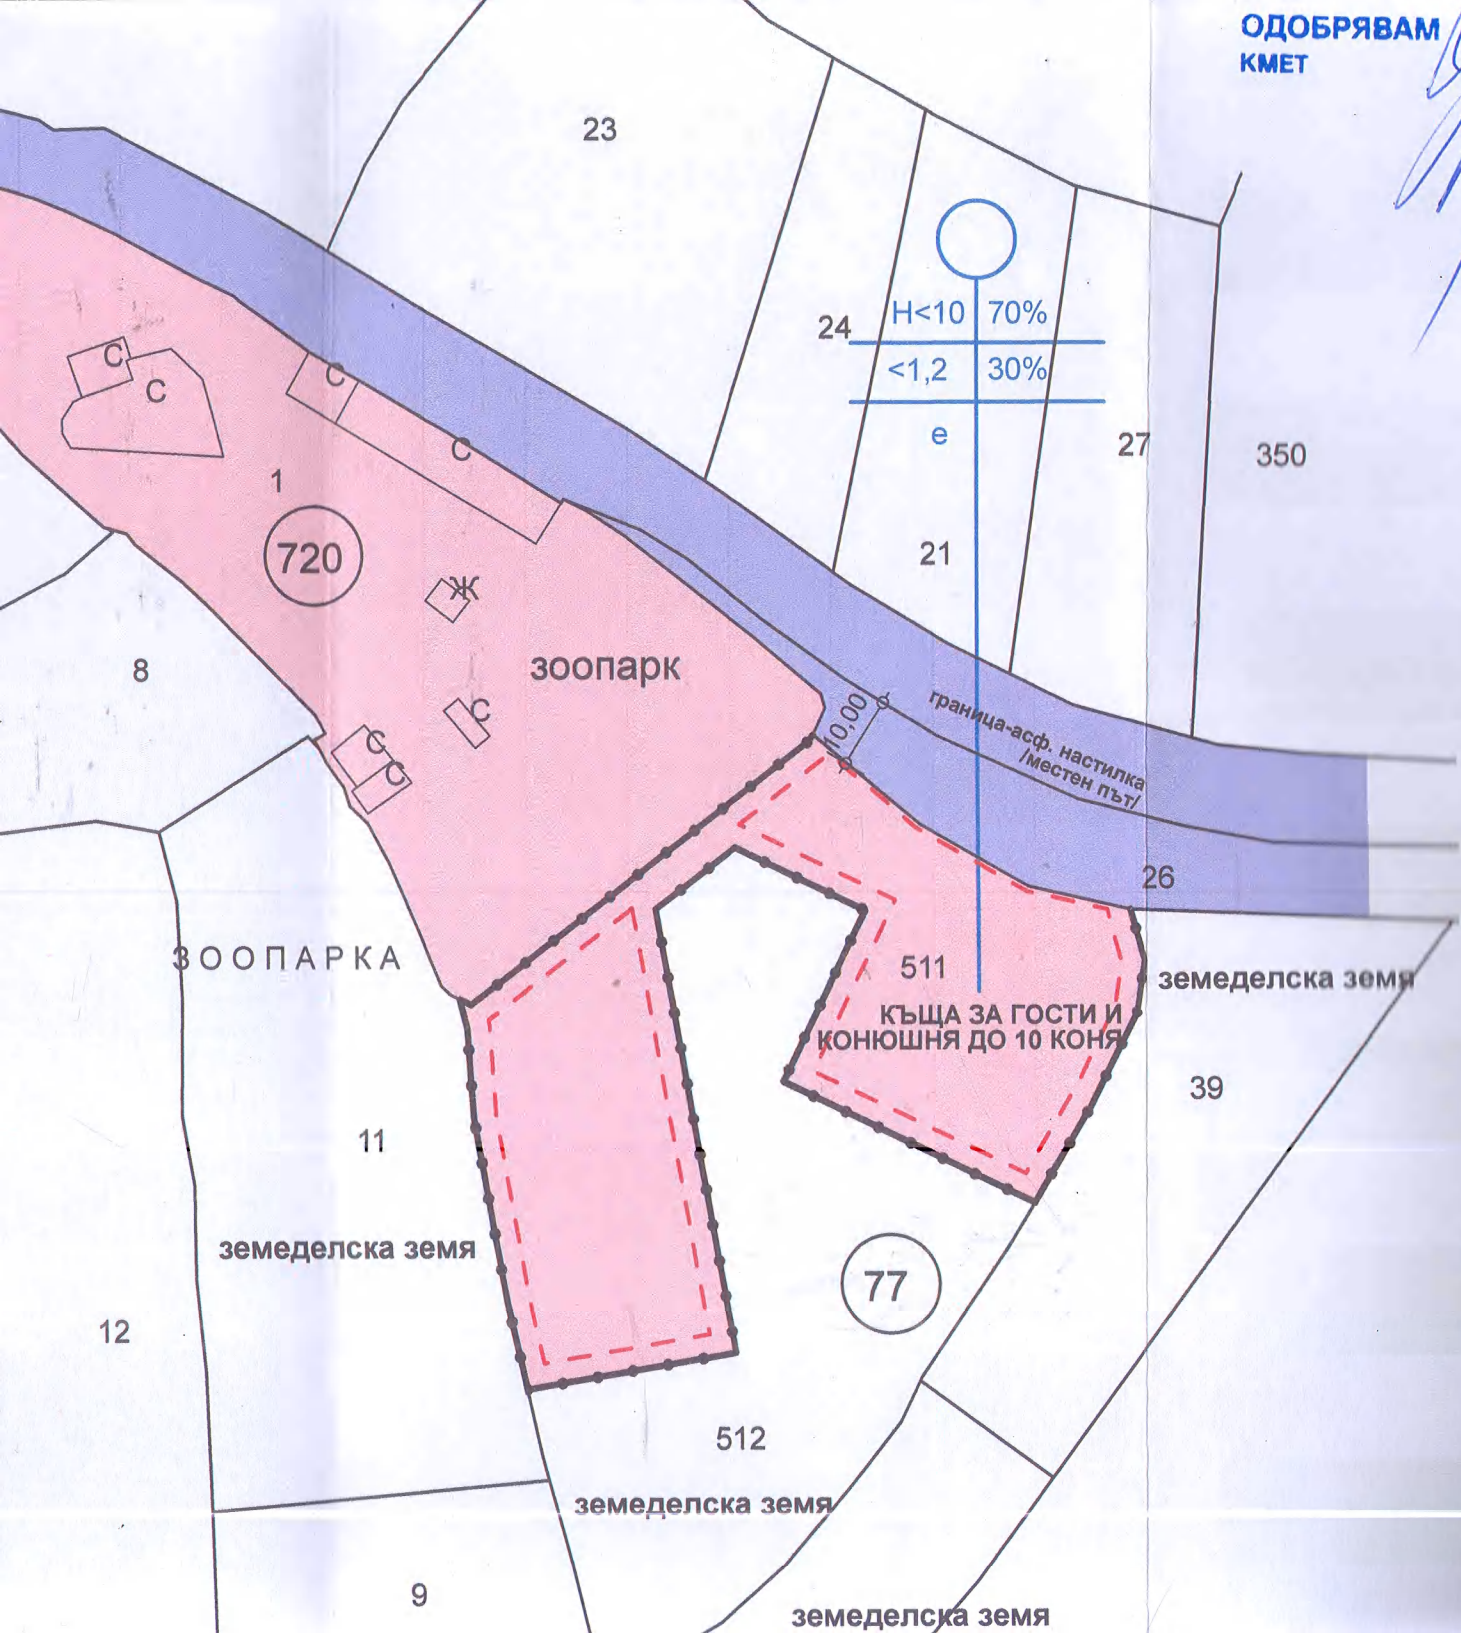 ОДОБРЯВАМ
КМЕТ
23
24
H<10 70%
<1,2 30%
е
27
350
21
С
С
С
С
1
720
Ж
зоопарк
8
С
С
С
10,00
граница-асф. настилка
/местен път/
26
ЗООПАРКА
511
земеделска земя
КЪЩА ЗА ГОСТИ И
КОНЮШНЯ ДО 10 КОНЯ
39
11
земеделска земя
77
12
512
земеделска земя
9
земеделска земя